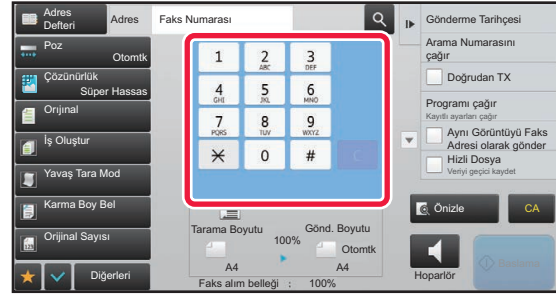 Adres
Defteri
Adres
Faks Numarası
Poz
Otomtk
Çözünürlük
Süper Hassas
Orijinal
İş Oluştur
Yavaş Tara Mod
Karma Boy Bel
Orijinal Sayısı
Diğerleri
1
2
ABC
3
DEF
4
GHI
5
JKL
6
MNO
7
PQRS
8
TUV
9
WXYZ
0
#
C
Tarama Boyutu
100%
Gönd. Boyutu
Otomtk
A4
A4
Faks alım belleği : 100%
Gönderme Tarihçesi
Arama Numarasını
çağır
Doğrudan TX
Programı çağır
Kayıtlı ayarları çağır
Aynı Görüntüyü Faks
Adresi olarak gönder
Hizli Dosya
Veriyi geçici kaydet
Önizle
CA
Hoparlör